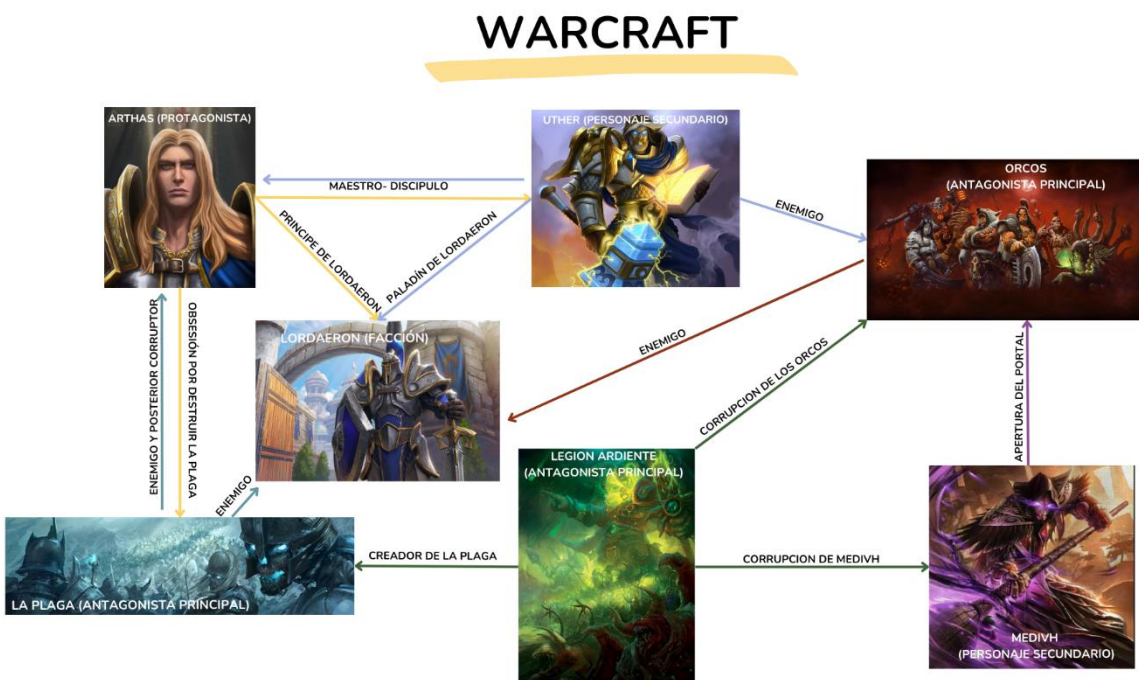 WARCRAFT
ARTHAS (PROTAGONISTA)
UTHER (PERSONAJE SECUNDARIO)
ORCOS
(ANTAGONISTA PRINCIPAL)
MAESTRO- DISCIPULO
ENEMIGO
PRINCIPE DE LORDAERON
PALADÍN DE LORDAERON
ENEMIGO Y POSTERIOR CORRUPTOR
OBSESIÓN POR DESTRUIR LA PLAGA
LORDAERON (FACCIÓN)
ENEMIGO
CORRUPCION DE LOS ORCOS
APERTURA DEL PORTAL
LEGION ARDIENTE
(ANTAGONISTA PRINCIPAL)
ENEMIGO
CREADOR DE LA PLAGA
CORRUPCION DE MEDIVH
LA PLAGA (ANTAGONISTA PRINCIPAL)
MEDIVH
(PERSONAJE SECUNDARIO)